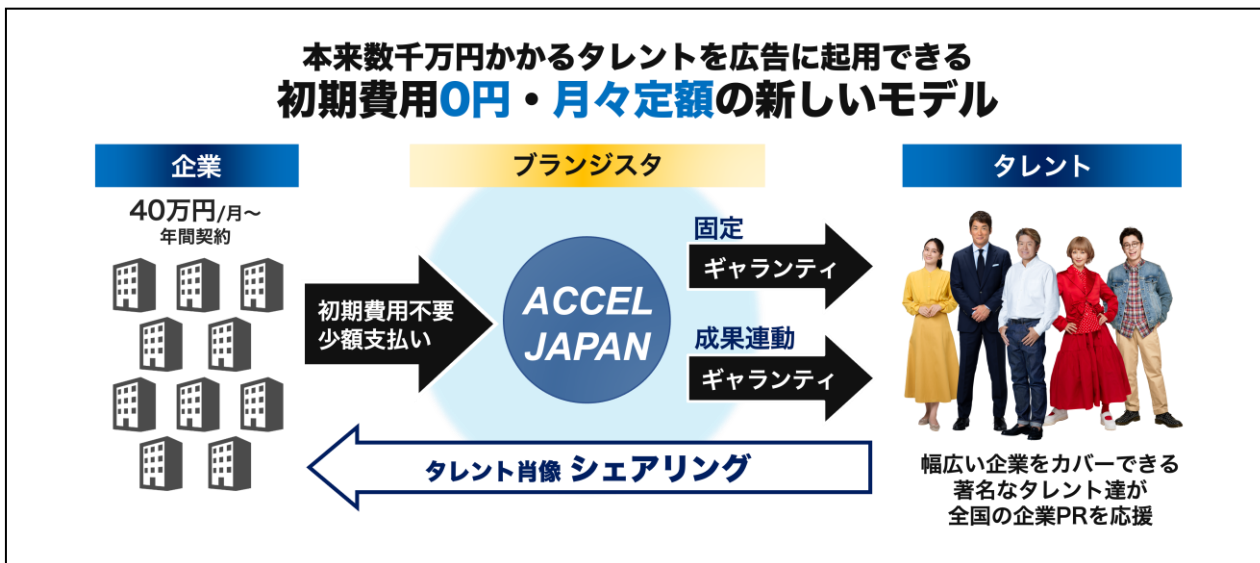 本来数千万円かかるタレントを広告に起用できる
初期費用0円・月々定額の新しいモデル
企業
40万円/月〜
年間契約
初期費用不要
少額支払い
ブランジスタ
ACCEL
JAPAN
固定
ギャランティ
成果連動
ギャランティ
タレント肖像 シェアリング
タレント
幅広い企業をカバーできる
著名なタレント達が
全国の企業PRを応援